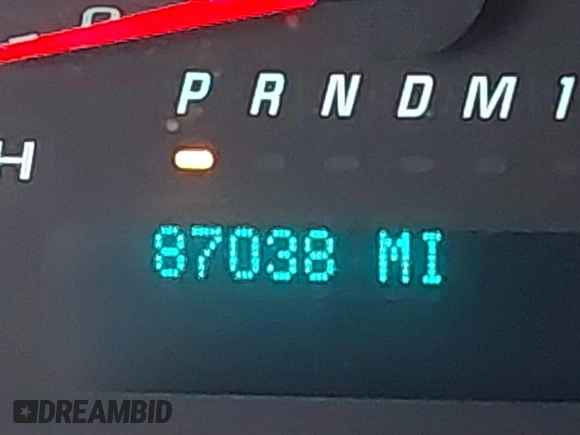 P R N D M 1
H
87038 MI
DREAMBID